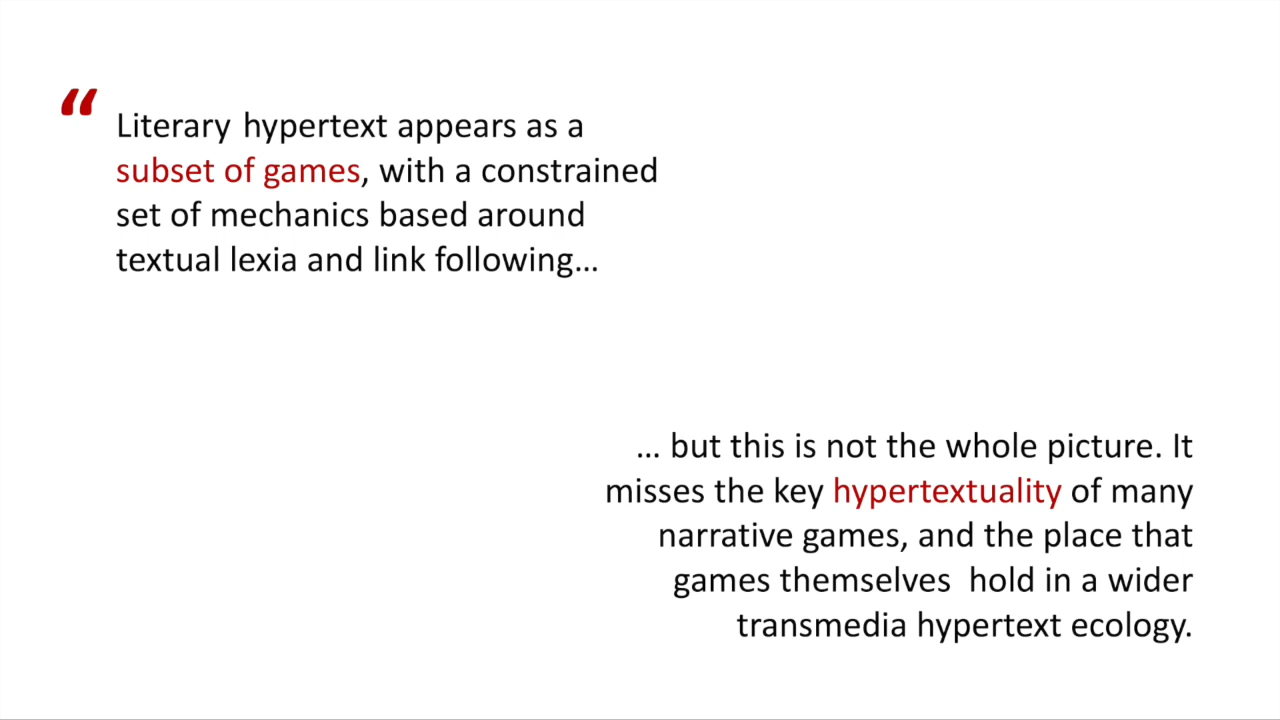 “
Literary hypertext appears as a
subset of games, with a constrained
set of mechanics based around
textual lexia and link following…
… but this is not the whole picture. It
misses the key hypertextuality of many
narrative games, and the place that
games themselves  hold in a wider
transmedia hypertext ecology.